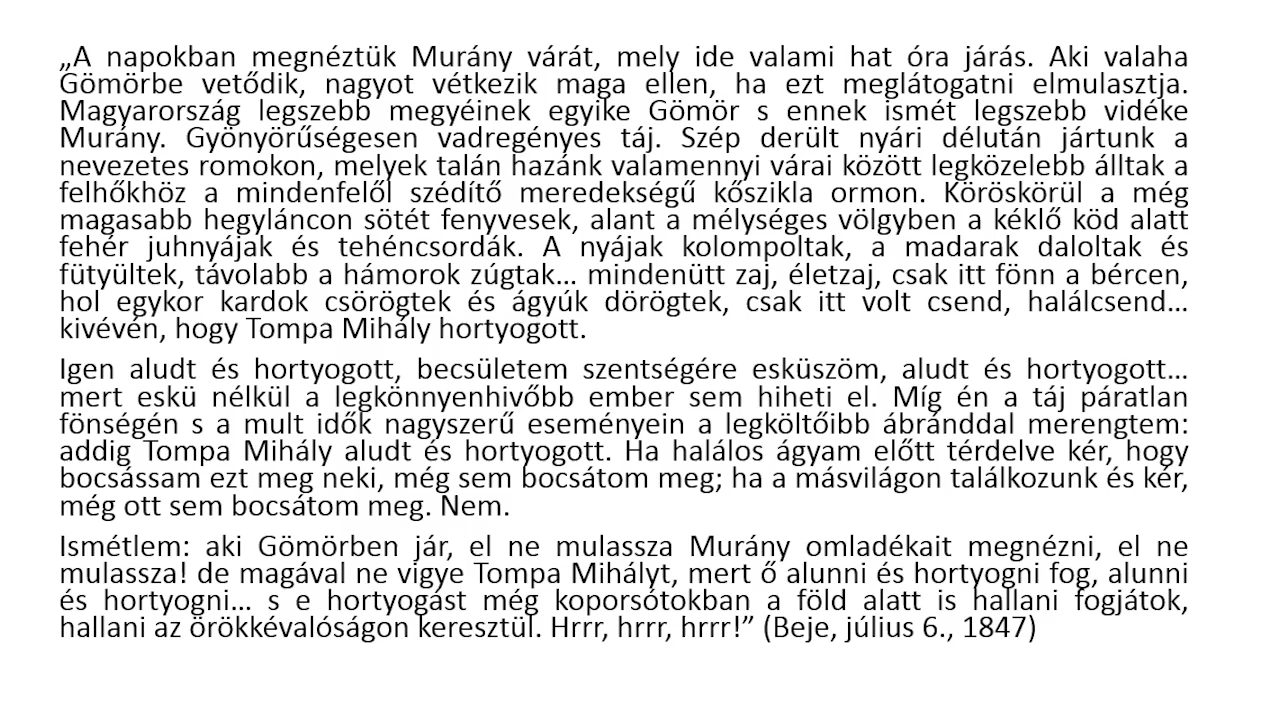 „A napokban megnéztük Murány várát, mely ide valami hat óra járás. Aki valaha
Gömörbe vetődik, nagyot vétkezik maga ellen, ha ezt meglátogatni elmulasztja.
Magyarország legszebb megyéinek egyike Gömör s ennek ismét legszebb vidéke
Murány. Gyönyörűségesen vadregényes táj. Szép derült nyári délután jártunk a
nevezetes romokon, melyek talán hazánk valamennyi várai között legközelebb álltak a
felhőkhöz a mindenfelől szédítő meredekségű kőszikla ormon. Köröskörül a még
magasabb hegyláncon sötét fenyvesek, alant a mélységes völgyben a kéklő köd alatt
fehér juhnyájak és tehéncsordák. A nyájak kolompoltak, a madarak daloltak és
fütyültek, távolabb a hámorok zúgtak… mindenütt zaj, életzaj, csak itt fönn a bércen,
hol egykor kardok csörögtek és ágyúk dörögtek, csak itt volt csend, halálcsend…
kivévén, hogy Tompa Mihály hortyogott.
Igen aludt és hortyogott, becsületem szentségére esküszöm, aludt és hortyogott…
mert eskü nélkül a legkönnyenhivőbb ember sem hiheti el. Míg én a táj páratlan
fönségén s a mult idők nagyszerű eseményein a legköltőibb ábránddal merengtem:
addig Tompa Mihály aludt és hortyogott. Ha halálos ágyam előtt térdelve kér, hogy
bocsássam ezt meg neki, még sem bocsátom meg; ha a másvilágon találkozunk és kér,
még ott sem bocsátom meg. Nem.
Ismétlem: aki Gömörben jár, el ne mulassza Murány omladékait megnézni, el ne
mulassza! de magával ne vigye Tompa Mihályt, mert ő alunni és hortyogni fog, alunni
és hortyogni… s e hortyogást még koporsótokban a föld alatt is hallani fogjátok,
hallani az örökkévalóságon keresztül. Hrrr, hrrr, hrrr!” (Beje, július 6., 1847)